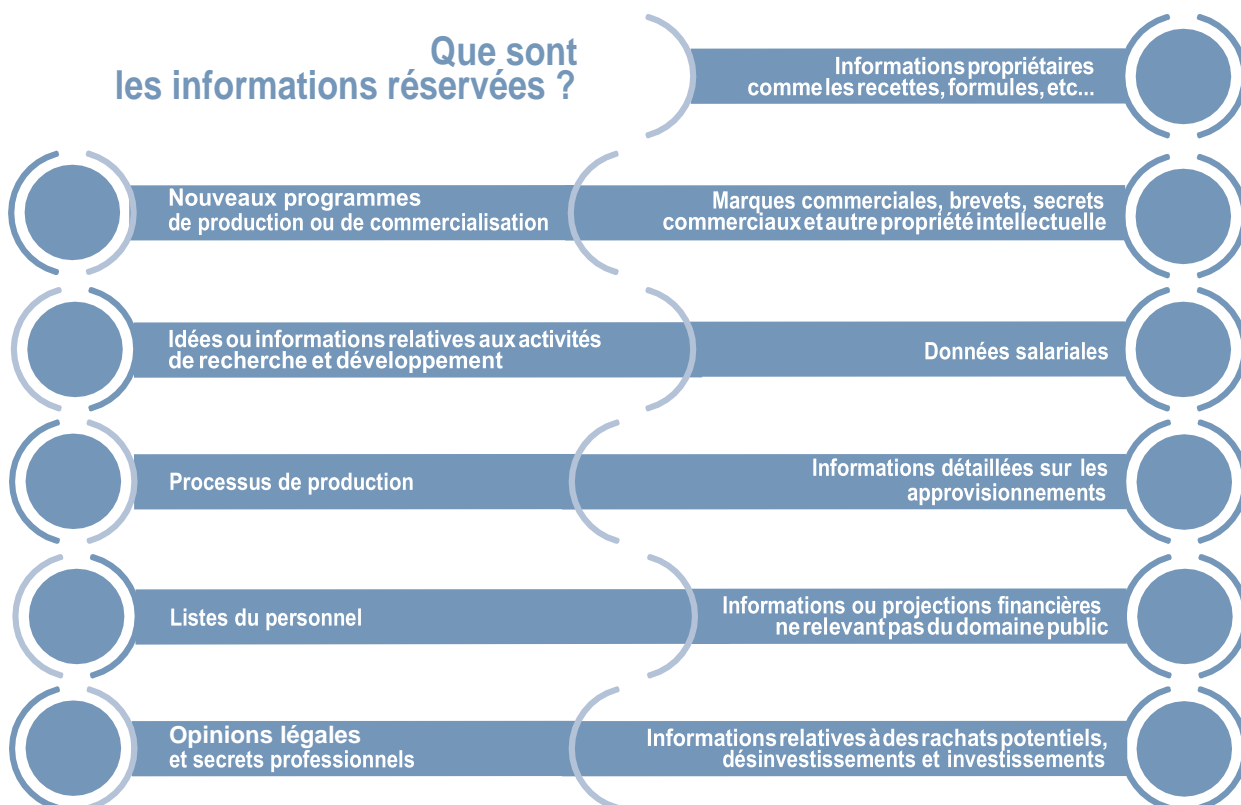 Que sont
les informations réservées ?
Informations propriétaires
comme les recettes, formules, etc...
Nouveaux programmes
de production ou de commercialisation
Marques commerciales, brevets, secrets
commerciaux et autre propriété intellectuelle
Idées ou informations relatives aux activités
de recherche et développement
Données salariales
Processus de production
Informations détaillées sur les
approvisionnements
Listes du personnel
Informations ou projections financières
ne relevant pas du domaine public
Opinions légales
et secrets professionnels
Informations relatives à des rachats potentiels,
désinvestissements et investissements